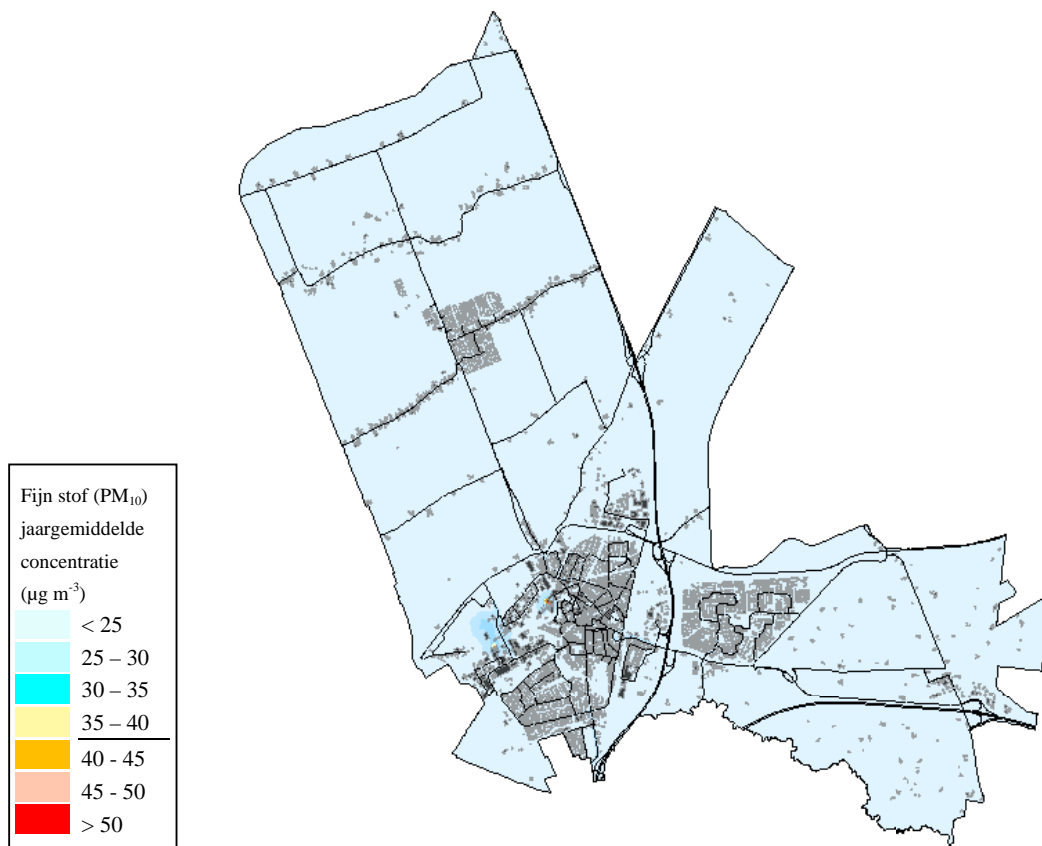 Fijn stof (PM₁₀)
jaargemiddelde
concentratie
(µg m⁻³)
< 25
25 – 30
30 – 35
35 – 40
40 - 45
45 - 50
> 50